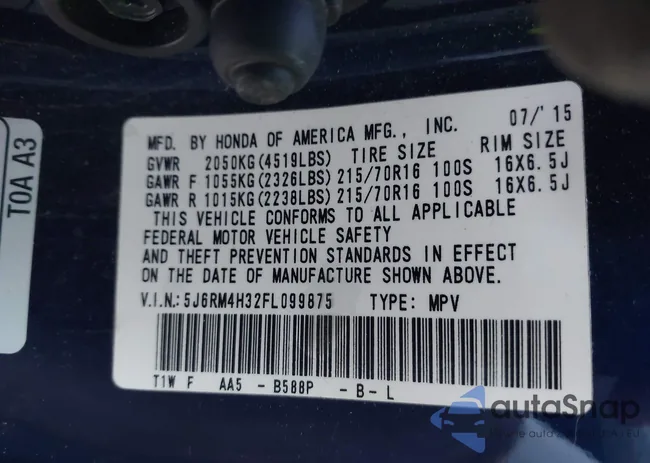 MFD. BY HONDA OF AMERICA MFG., INC. 07/'15
GVWR 2050KG(4519LBS) TIRE SIZE RIM SIZE
GAWR F 1055KG(2326LBS) 215/70R16 100S 16X6.5J
GAWR R 1015KG(2238LBS) 215/70R16 100S 16X6.5J
THIS VEHICLE CONFORMS TO ALL APPLICABLE
FEDERAL MOTOR VEHICLE SAFETY
AND THEFT PREVENTION STANDARDS IN EFFECT
ON THE DATE OF MANUFACTURE SHOWN ABOVE.
V.I.N.:5J6RM4H32FL099875 TYPE: MPV
T1W F AA5 - B588P - B - L
TOA A3
autoSnap